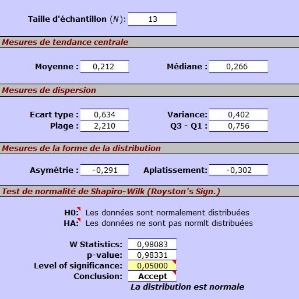 Taille d'échantillon (N): 13
Mesures de tendance centrale
Moyenne : 0,212 Médiane : 0,266
Mesures de dispersion
Ecart type : 0,634 Variance: 0,402
Plage : 2,210 Q3 - Q1 : 0,756
Mesures de la forme de la distribution
Asymétrie : -0,291 Aplatissement: -0,302
Test de normalité de Shapiro-Wilk (Royston's Sign.)
H0: Les données sont normalement distribuées
HA: Les données ne sont pas normlt distribuées
W Statistics: 0,98083
p-value: 0,98331
Level of significance: 0,05000
Conclusion: Accept
La distribution est normale